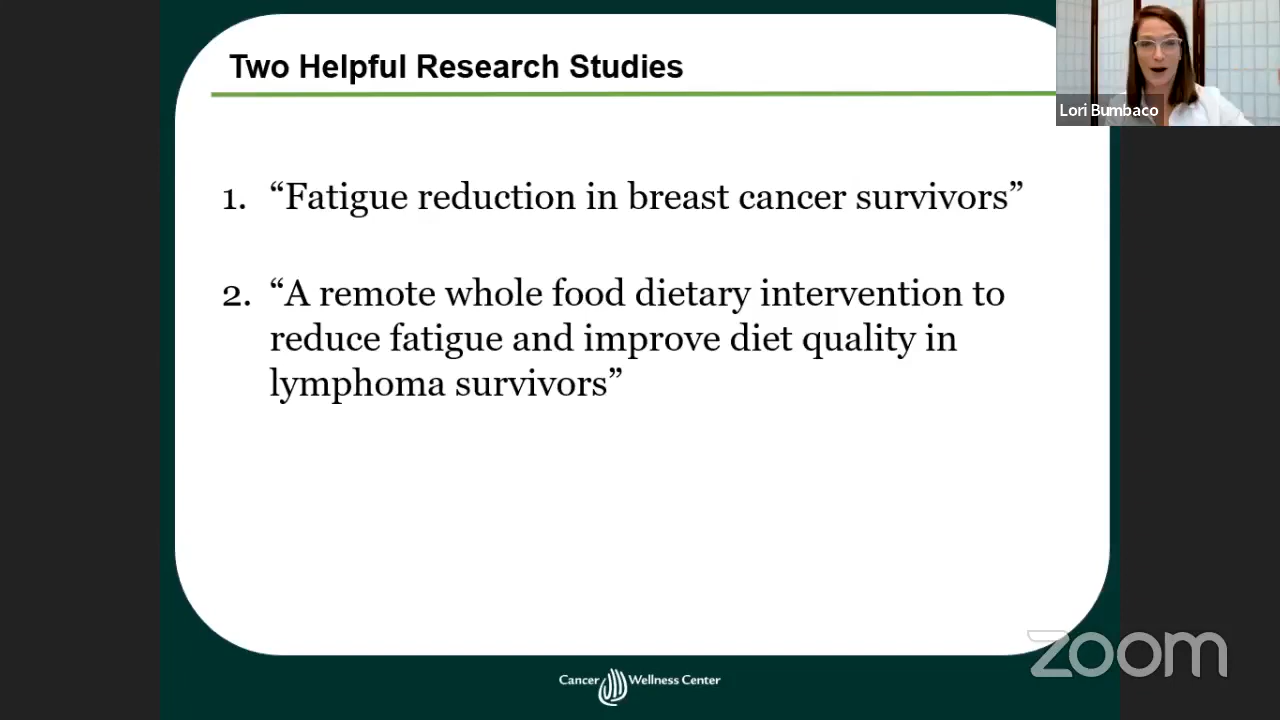 Two Helpful Research Studies
Lori Bumbaco
1. “Fatigue reduction in breast cancer survivors”
2. “A remote whole food dietary intervention to
reduce fatigue and improve diet quality in
lymphoma survivors”
zoom
Cancer Wellness Center